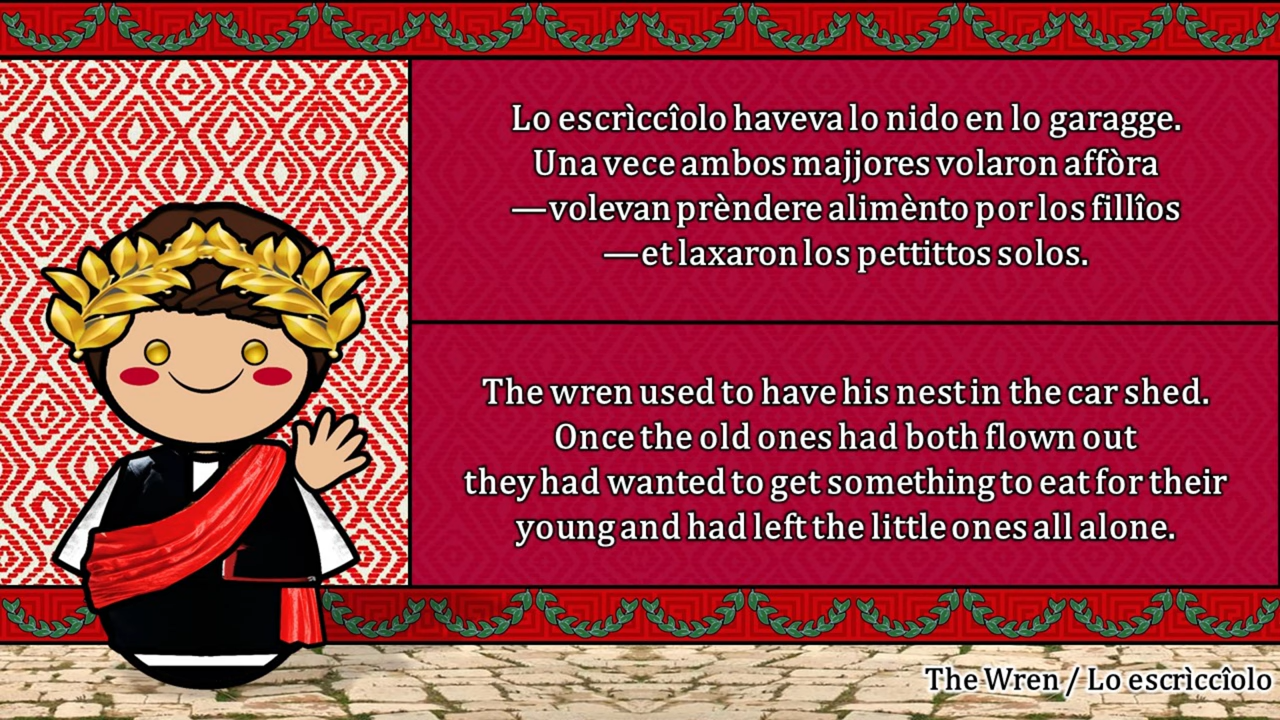 Lo escrìccîolo haveva lo nido en lo garagge.
Una vece ambos majjores volaron affòra
—volevan prèndere alimènto por los fillîos
—et laxaron los pettittos solos.
The wren used to have his nest in the car shed.
Once the old ones had both flown out
they had wanted to get something to eat for their
young and had left the little ones all alone.
The Wren / Lo escrìccîolo